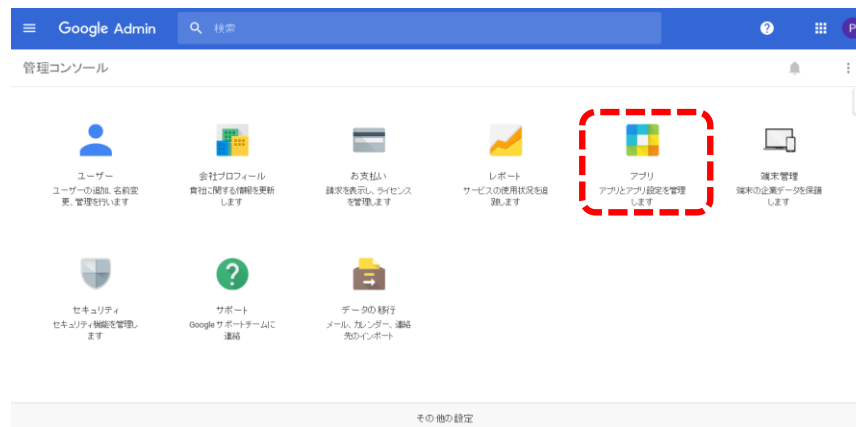 Google Admin
検索
P
管理コンソール
ユーザー
ユーザーの追加、名前変
更、管理を行います
会社プロフィール
貴社に関する情報を更新
します
お支払い
請求を表示し、ライセンス
を管理します
レポート
サービスの使用状況を追
跡します
アプリ
アプリとアプリ設定を管理
します
端末管理
端末の企業データを保護
します
セキュリティ
セキュリティ機能を管理し
ます
サポート
Google サポートチームに
連絡
データの移行
メール、カレンダー、連絡
先のインポート
その他の設定